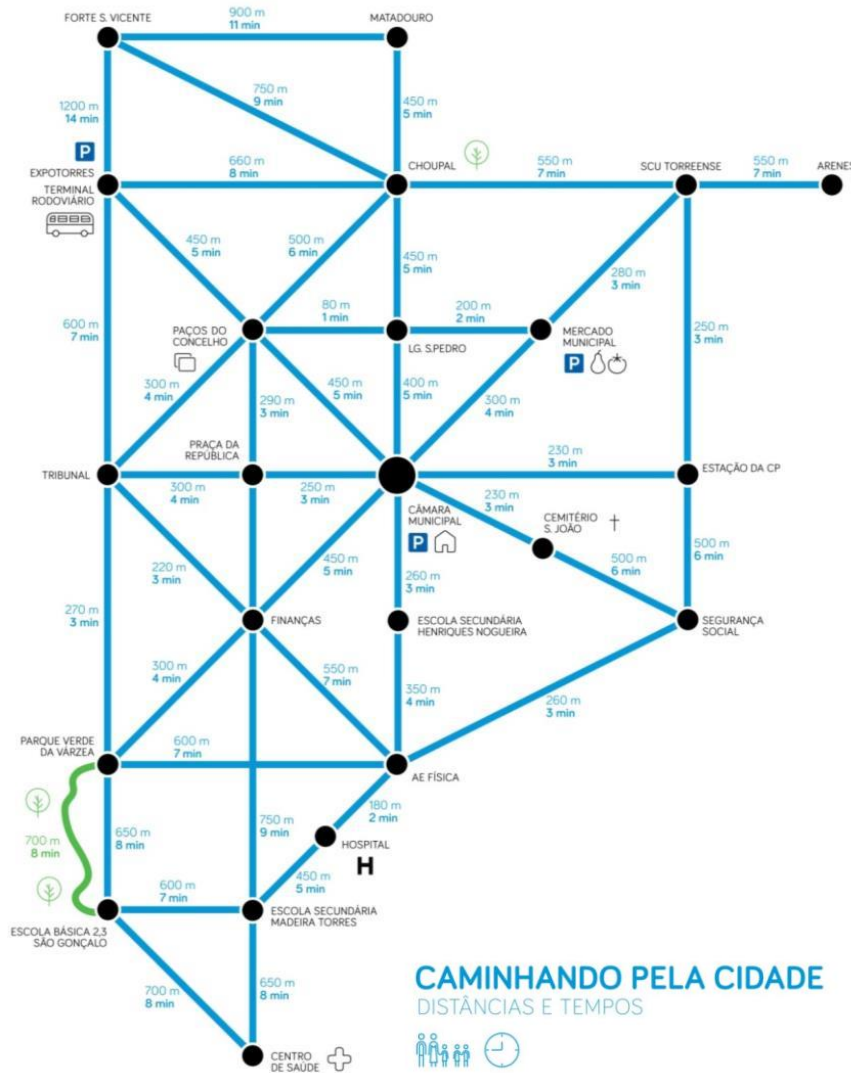 FORTE S. VICENTE
900 m
11 min
MATADOURO
750 m
9 min
1200 m
14 min
450 m
5 min
P
EXPOTORRES
TERMINAL
RODOVIÁRIO
660 m
8 min
CHOUPAL
550 m
7 min
SCU TORREENSE
550 m
7 min
ARENES
450 m
5 min
500 m
6 min
450 m
5 min
280 m
3 min
600 m
7 min
PAÇOS DO
CONCELHO
80 m
1 min
LG. S.PEDRO
200 m
2 min
MERCADO
MUNICIPAL
P
250 m
3 min
300 m
4 min
290 m
3 min
450 m
5 min
400 m
5 min
300 m
4 min
TRIBUNAL
PRAÇA DA
REPÚBLICA
300 m
4 min
250 m
3 min
CÂMARA
MUNICIPAL
P
230 m
3 min
ESTAÇÃO DA CP
230 m
3 min
CEMITÉRIO
S. JOÃO
500 m
6 min
500 m
6 min
220 m
3 min
450 m
5 min
260 m
3 min
270 m
3 min
FINANÇAS
ESCOLA SECUNDÁRIA
HENRIQUES NOGUEIRA
SEGURANÇA
SOCIAL
300 m
4 min
550 m
7 min
350 m
4 min
260 m
3 min
PARQUE VERDE
DA VÁRZEA
600 m
7 min
AE FÍSICA
700 m
8 min
650 m
8 min
750 m
9 min
180 m
2 min
HOSPITAL
H
450 m
5 min
ESCOLA BÁSICA 2,3
SÃO GONÇALO
600 m
7 min
ESCOLA SECUNDÁRIA
MADEIRA TORRES
700 m
8 min
650 m
8 min
CENTRO
DE SAÚDE
CAMINHANDO PELA CIDADE
DISTÂNCIAS E TEMPOS